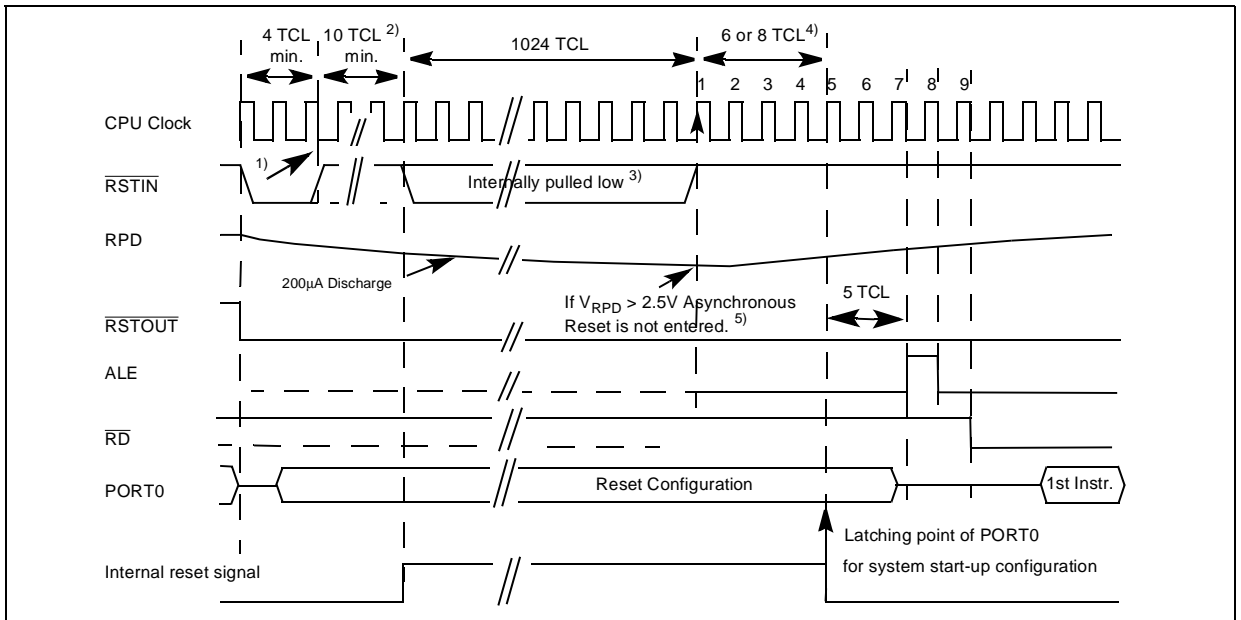 4 TCL min.
10 TCL 2) min.
1024 TCL
6 or 8 TCL4)
1 2 3 4 5 6 7 8 9
CPU Clock
1)
RSTIN
Internally pulled low 3)
RPD
200µA Discharge
If VRPD > 2.5V Asynchronous
Reset is not entered. 5)
5 TCL
RSTOUT
ALE
RD
PORT0
Reset Configuration
1st Instr.
Latching point of PORT0
for system start-up configuration
Internal reset signal